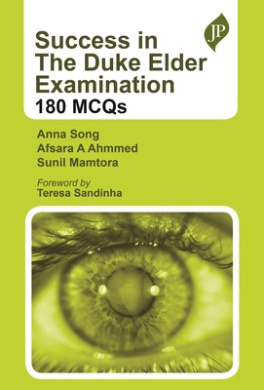 JP
Success in
The Duke Elder
Examination
180 MCQs
Anna Song
Afsara A Ahmmed
Sunil Mamtora
Foreword by
Teresa Sandinha